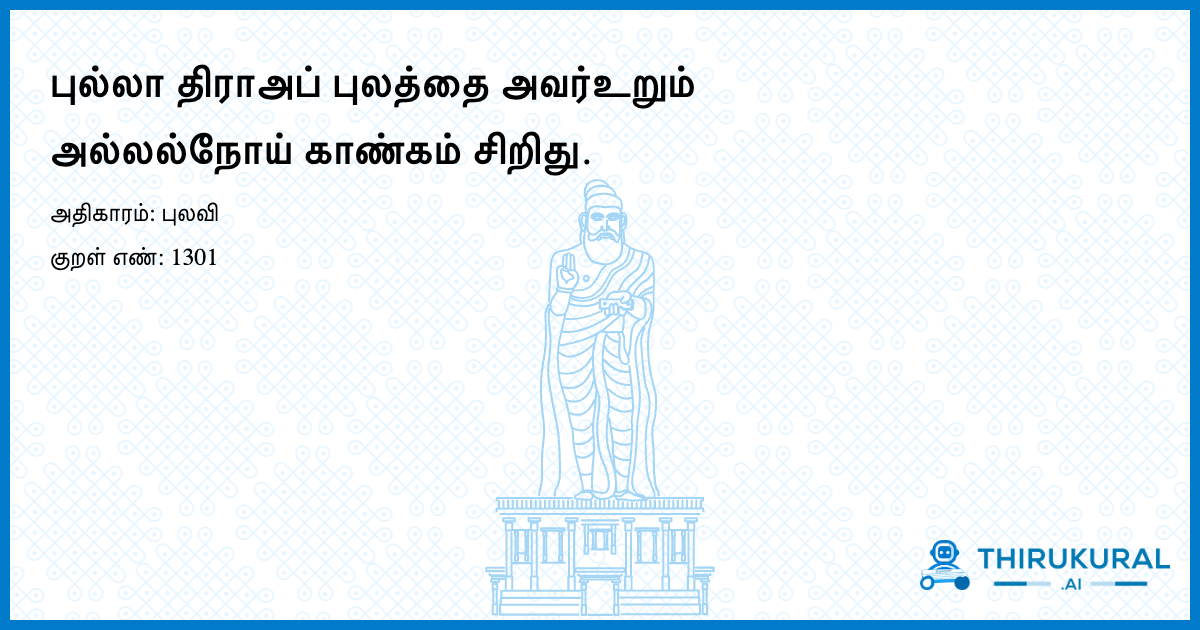 புல்லா திராஅப் புலத்தை அவர்உறும்
அல்லல்நோய் காண்கம் சிறிது.
அதிகாரம்: புலவி
குறள் எண்: 1301
THIRUKURAL
.AI